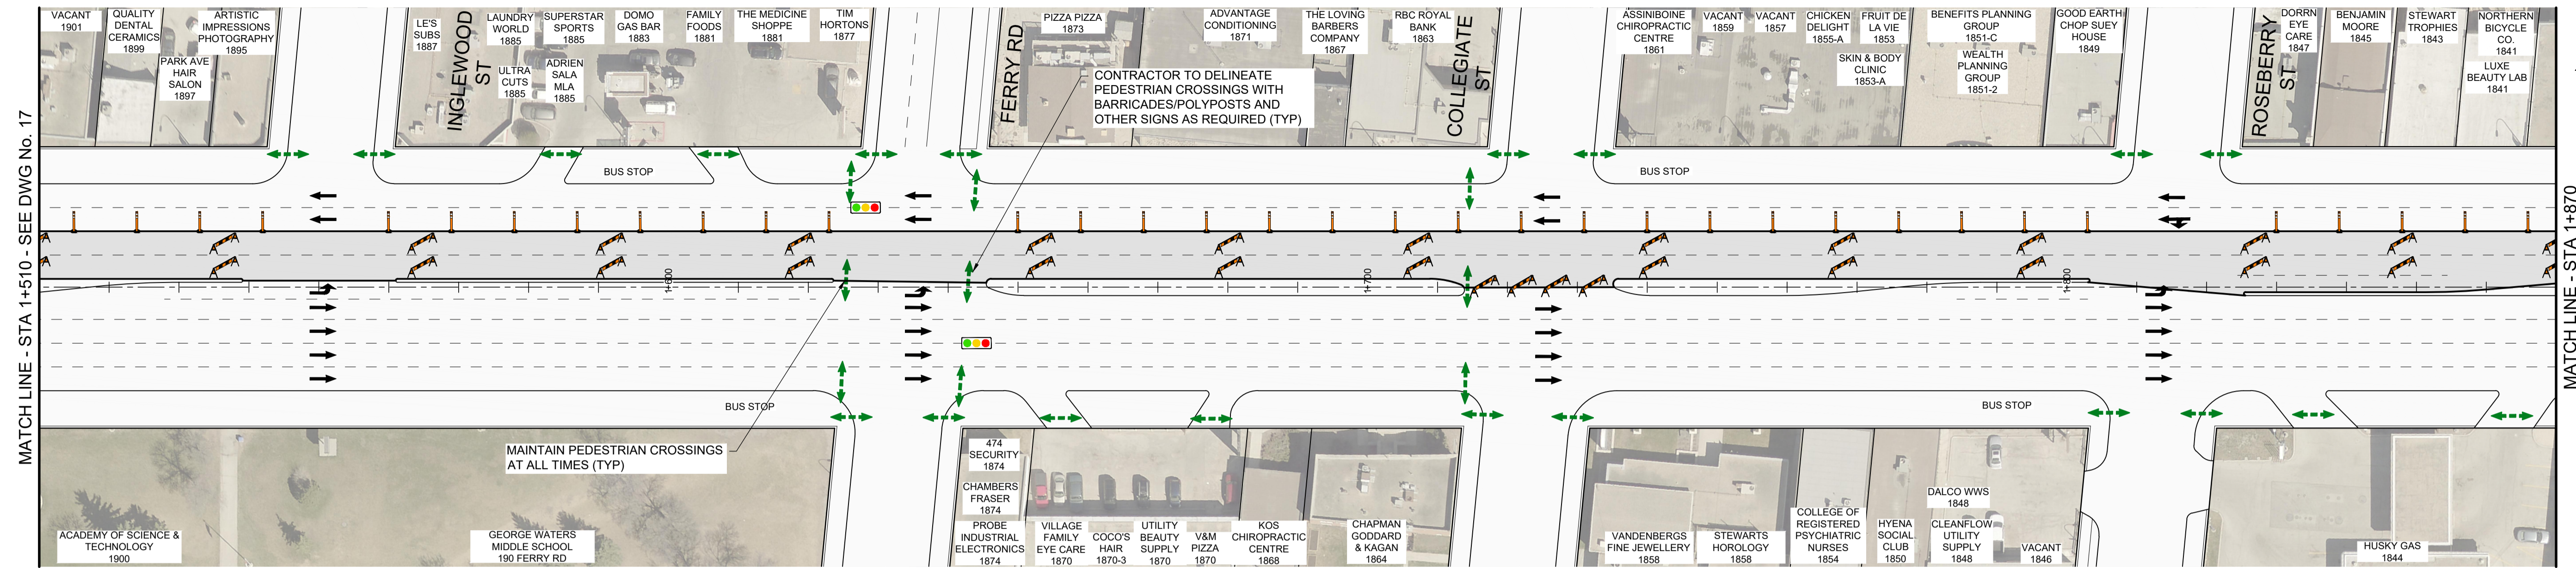 MATCH LINE - STA 1+510 - SEE DWG No. 17
VACANT
1901
QUALITY
DENTAL
CERAMICS
1899
PARK AVE
HAIR
SALON
1897
ARTISTIC
IMPRESSIONS
PHOTOGRAPHY
1895
LE'S
SUBS
1887
INGLEWOOD
ST
LAUNDRY
WORLD
1885
ULTRA
CUTS
1885
SUPERSTAR
SPORTS
1885
ADRIEN
SALA
MLA
1885
DOMO
GAS BAR
1883
FAMILY
FOODS
1881
THE MEDICINE
SHOPPE
1881
TIM
HORTONS
1877
FERRY RD
PIZZA PIZZA
1873
CONTRACTOR TO DELINEATE
PEDESTRIAN CROSSINGS WITH
BARRICADES/POLYPOSTS AND
OTHER SIGNS AS REQUIRED (TYP)
ADVANTAGE
CONDITIONING
1871
THE LOVING
BARBERS
COMPANY
1867
RBC ROYAL
BANK
1863
COLLEGIATE
ST
ASSINIBOINE
CHIROPRACTIC
CENTRE
1861
VACANT
1859
VACANT
1857
CHICKEN
DELIGHT
1855-A
FRUIT DE
LA VIE
1853
SKIN & BODY
CLINIC
1853-A
BENEFITS PLANNING
GROUP
1851-C
WEALTH
PLANNING
GROUP
1851-2
GOOD EARTH
CHOP SUEY
HOUSE
1849
ROSEBERRY
ST
DORRN
EYE
CARE
1847
BENJAMIN
MOORE
1845
STEWART
TROPHIES
1843
NORTHERN
BICYCLE
CO.
1841
LUXE
BEAUTY LAB
1841
BUS STOP
BUS STOP
1+600
1+700
1+800
BUS STOP
BUS STOP
MAINTAIN PEDESTRIAN CROSSINGS
AT ALL TIMES (TYP)
ACADEMY OF SCIENCE &
TECHNOLOGY
1900
GEORGE WATERS
MIDDLE SCHOOL
190 FERRY RD
474
SECURITY
1874
CHAMBERS
FRASER
1874
PROBE
INDUSTRIAL
ELECTRONICS
1874
VILLAGE
FAMILY
EYE CARE
1870
COCO'S
HAIR
1870-3
UTILITY
BEAUTY
SUPPLY
1870
V&M
PIZZA
1870
KOS
CHIROPRACTIC
CENTRE
1868
CHAPMAN
GODDARD
& KAGAN
1864
VANDENBERGS
FINE JEWELLERY
1858
STEWARTS
HOROLOGY
1858
COLLEGE OF
REGISTERED
PSYCHIATRIC
NURSES
1854
HYENA
SOCIAL
CLUB
1850
DALCO WWS
1848
CLEANFLOW
UTILITY
SUPPLY
1848
VACANT
1846
HUSKY GAS
1844
MATCH LINE - STA 1+870